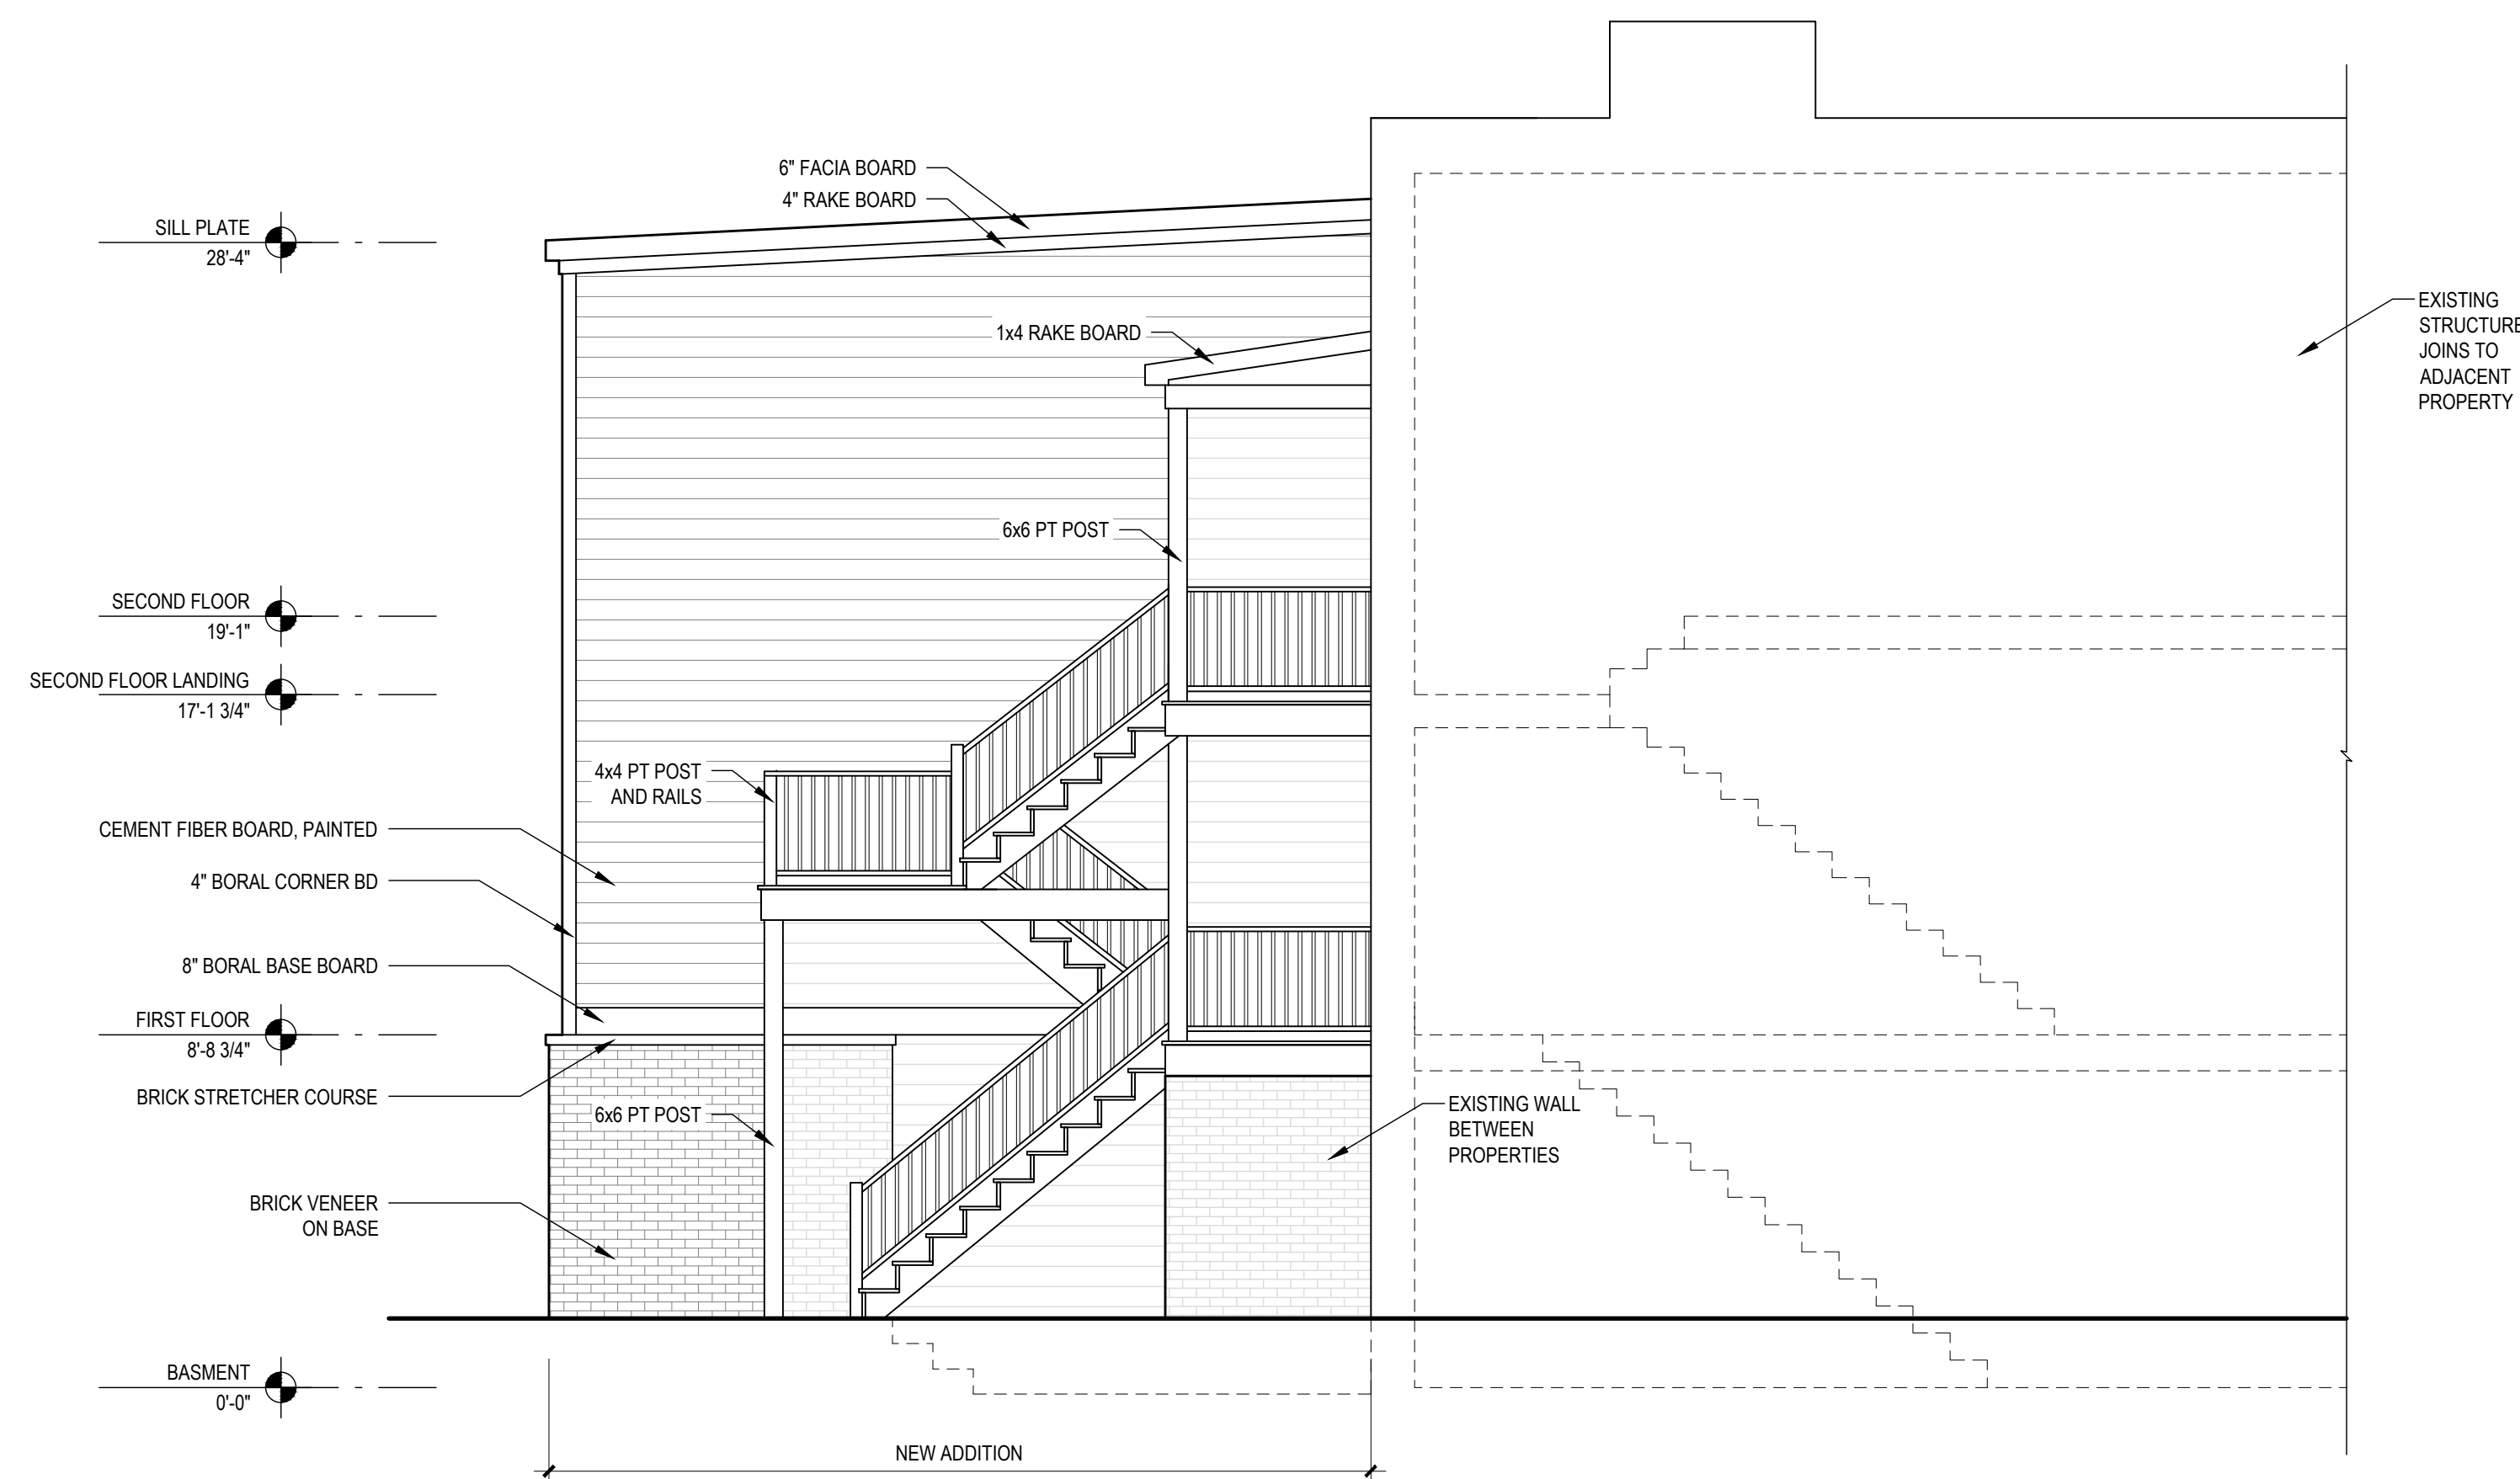 6" FACIA BOARD
4" RAKE BOARD
SILL PLATE
28'-4"
EXISTING
STRUCTURE
JOINS TO
ADJACENT
PROPERTY
1x4 RAKE BOARD
6x6 PT POST
SECOND FLOOR
19'-1"
SECOND FLOOR LANDING
17'-1 3/4"
4x4 PT POST
AND RAILS
CEMENT FIBER BOARD, PAINTED
4" BORAL CORNER BD
8" BORAL BASE BOARD
FIRST FLOOR
8'-8 3/4"
BRICK STRETCHER COURSE
6x6 PT POST
EXISTING WALL
BETWEEN
PROPERTIES
BRICK VENEER
ON BASE
BASMENT
0'-0"
NEW ADDITION